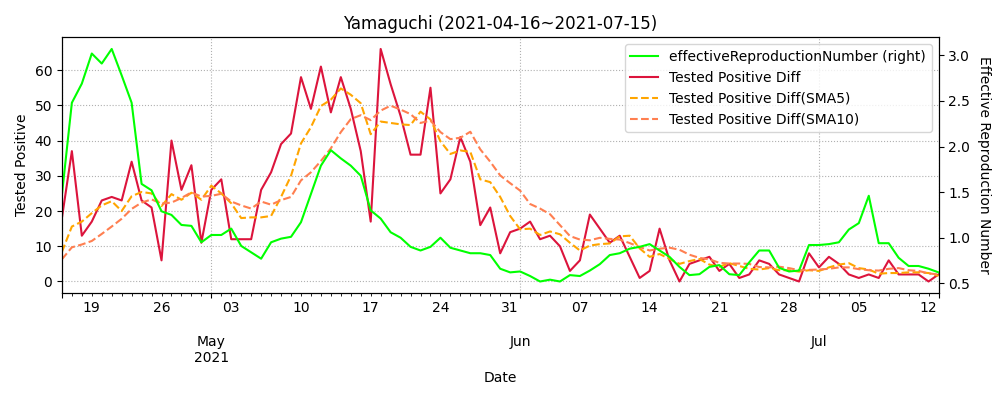 Yamaguchi (2021-04-16~2021-07-15)
effectiveReproductionNumber (right)
Tested Positive Diff
Tested Positive Diff(SMA5)
Tested Positive Diff(SMA10)
Tested Positive
60
50
40
30
20
10
0
3.0
2.5
2.0
1.5
1.0
0.5
Effective Reproduction Number
19 26 03 10 17 24 31 07 14 21 28 05 12
May Jun Jul
2021
Date